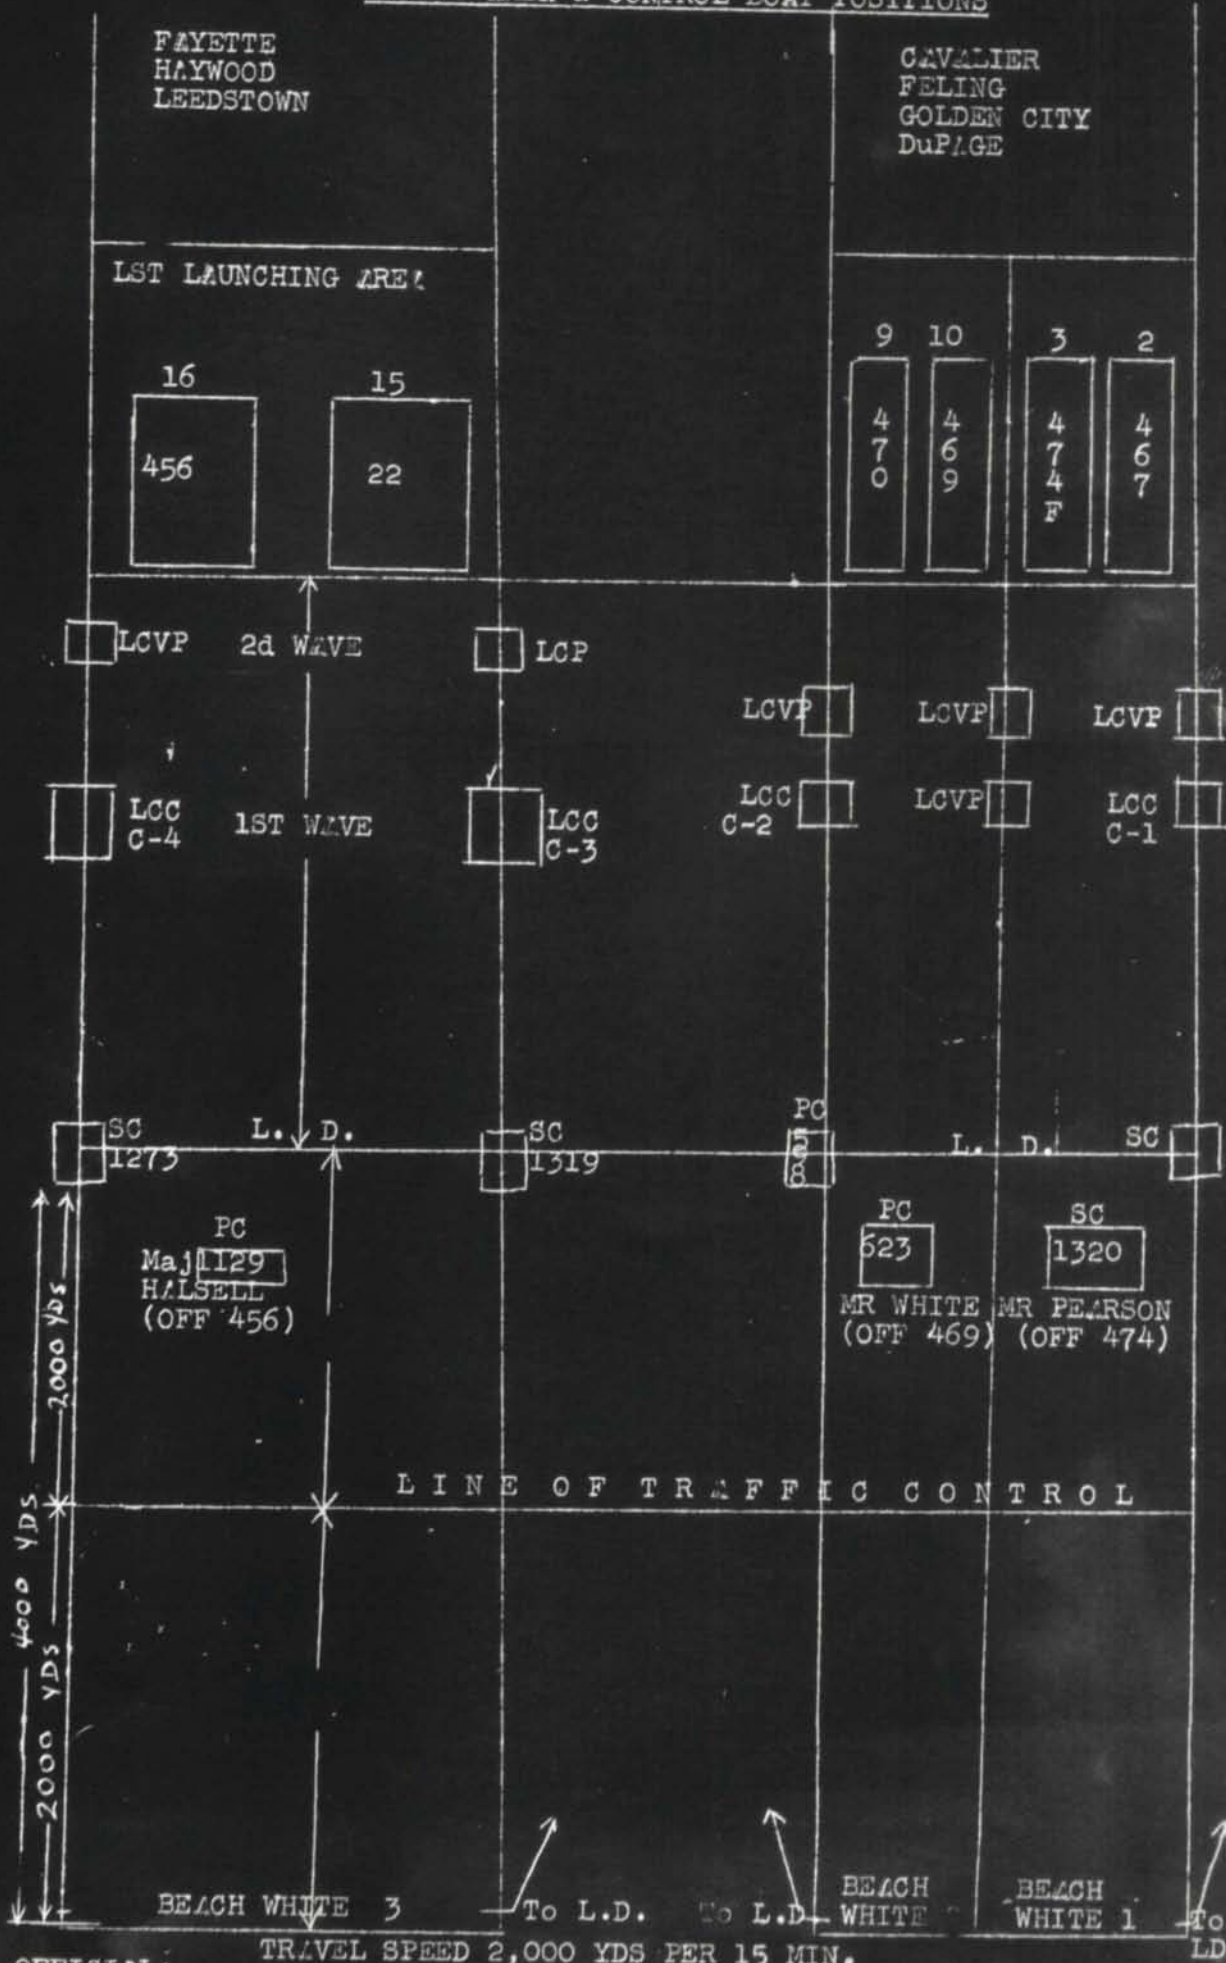 CONTROL BOAT POSITIONS
FAYETTE
HAYWOOD
LEEDSTOWN
CAVALIER
FELING
GOLDEN CITY
DuPAGE
LST LAUNCHING AREA
16
15
9
10
3
2
456
22
470
469
474F
467
LCVP
2d WAVE
LCP
LCVP
LCVP
LCVP
LCC
C-4
1ST WAVE
LCC
C-3
LCC
C-2
LCVP
LCC
C-1
SC
1273
L. D.
SC
1319
PC
L. D.
SC
PC
Maj 1129
HALSELL
(OFF 456)
PC
623
MR WHITE
(OFF 469)
SC
1320
MR PEARSON
(OFF 474)
2000 YDS
4000 YDS
2000 YDS
LINE OF TRAFFIC CONTROL
BEACH WHITE 3
To L.D.
To L.D
BEACH
WHITE
BEACH
WHITE 1
To
LD
TRAVEL SPEED 2,000 YDS PER 15 MIN.